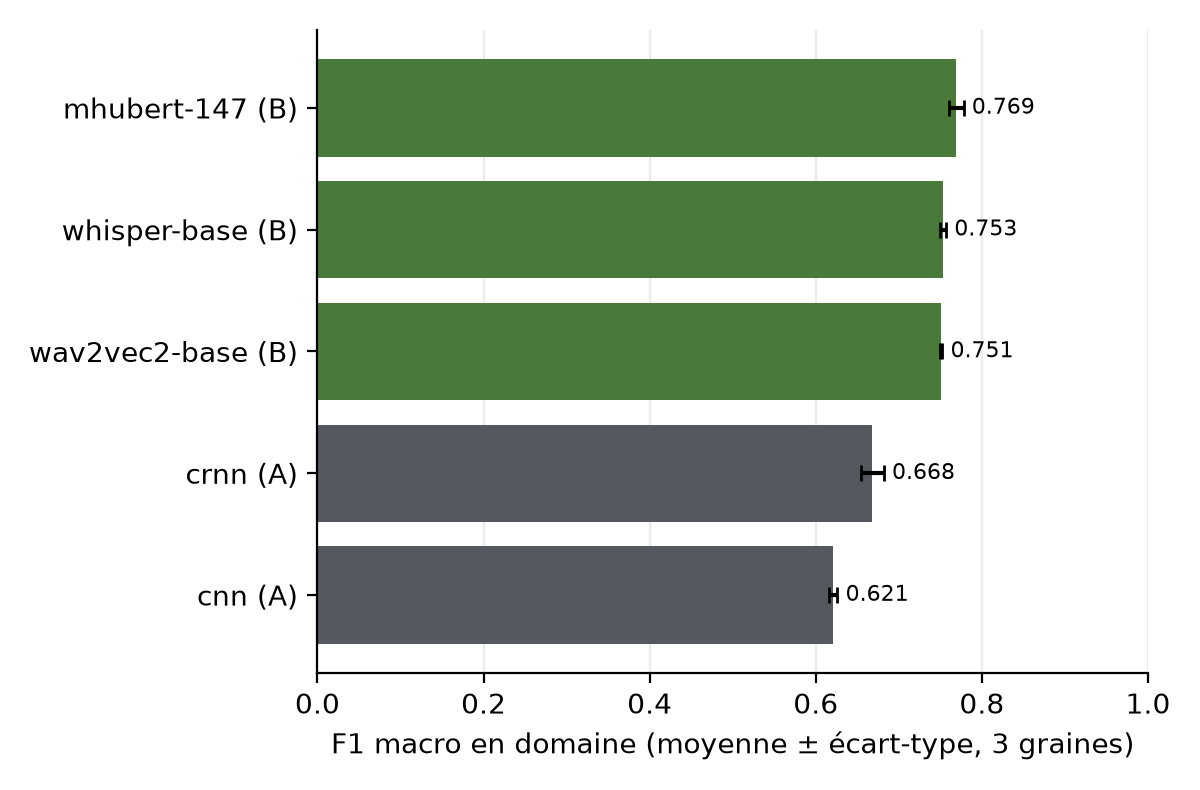 mhubert-147 (B) 0.769
whisper-base (B) 0.753
wav2vec2-base (B) 0.751
crnn (A) 0.668
cnn (A) 0.621
0.0 0.2 0.4 0.6 0.8 1.0
F1 macro en domaine (moyenne ± écart-type, 3 graines)